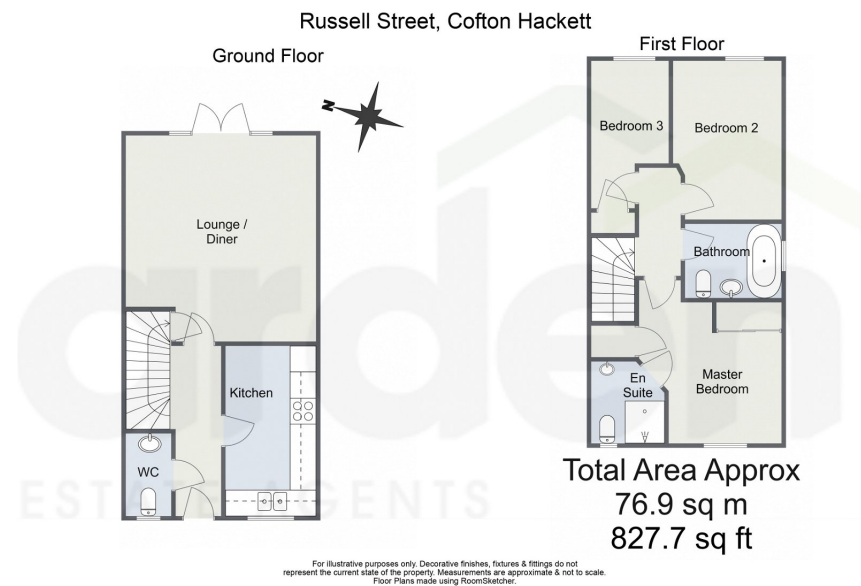 Russell Street, Cofton Hackett
Ground Floor
First Floor
N
Lounge /
Diner
Kitchen
WC
Bedroom 3
Bedroom 2
Bathroom
Master
Bedroom
En
Suite
arden
ESTATE AGENTS
Total Area Approx
76.9 sq m
827.7 sq ft
For illustrative purposes only. Decorative finishes, fixtures & fittings do not
represent the current state of the property. Measurements are approximate & not to scale.
Floor Plans made using RoomSketcher.